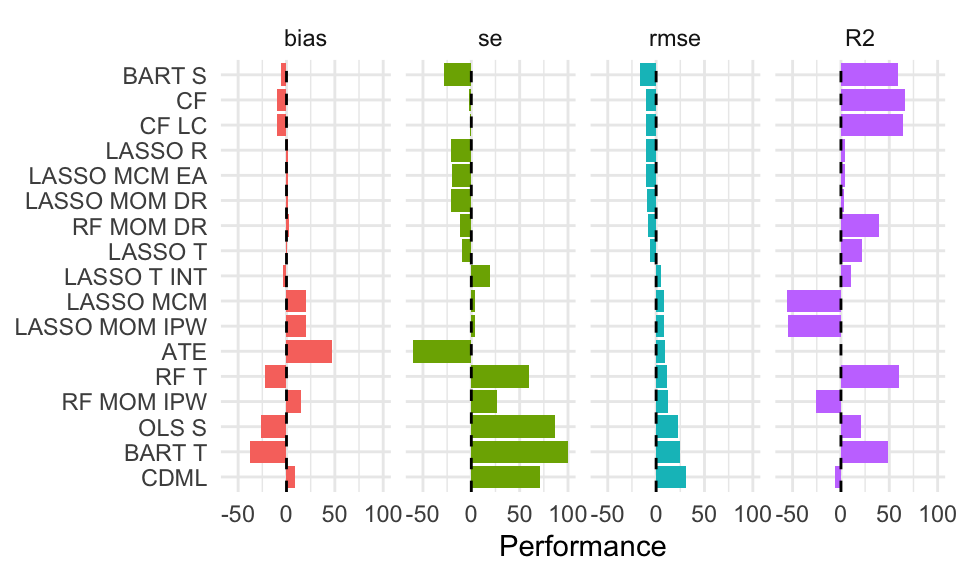 bias se rmse R2
BART S
CF
CF LC
LASSO R
LASSO MCM EA
LASSO MOM DR
RF MOM DR
LASSO T
LASSO T INT
LASSO MCM
LASSO MOM IPW
ATE
RF T
RF MOM IPW
OLS S
BART T
CDML
-50 0 50 100 -50 0 50 100 -50 0 50 100 -50 0 50 100
Performance